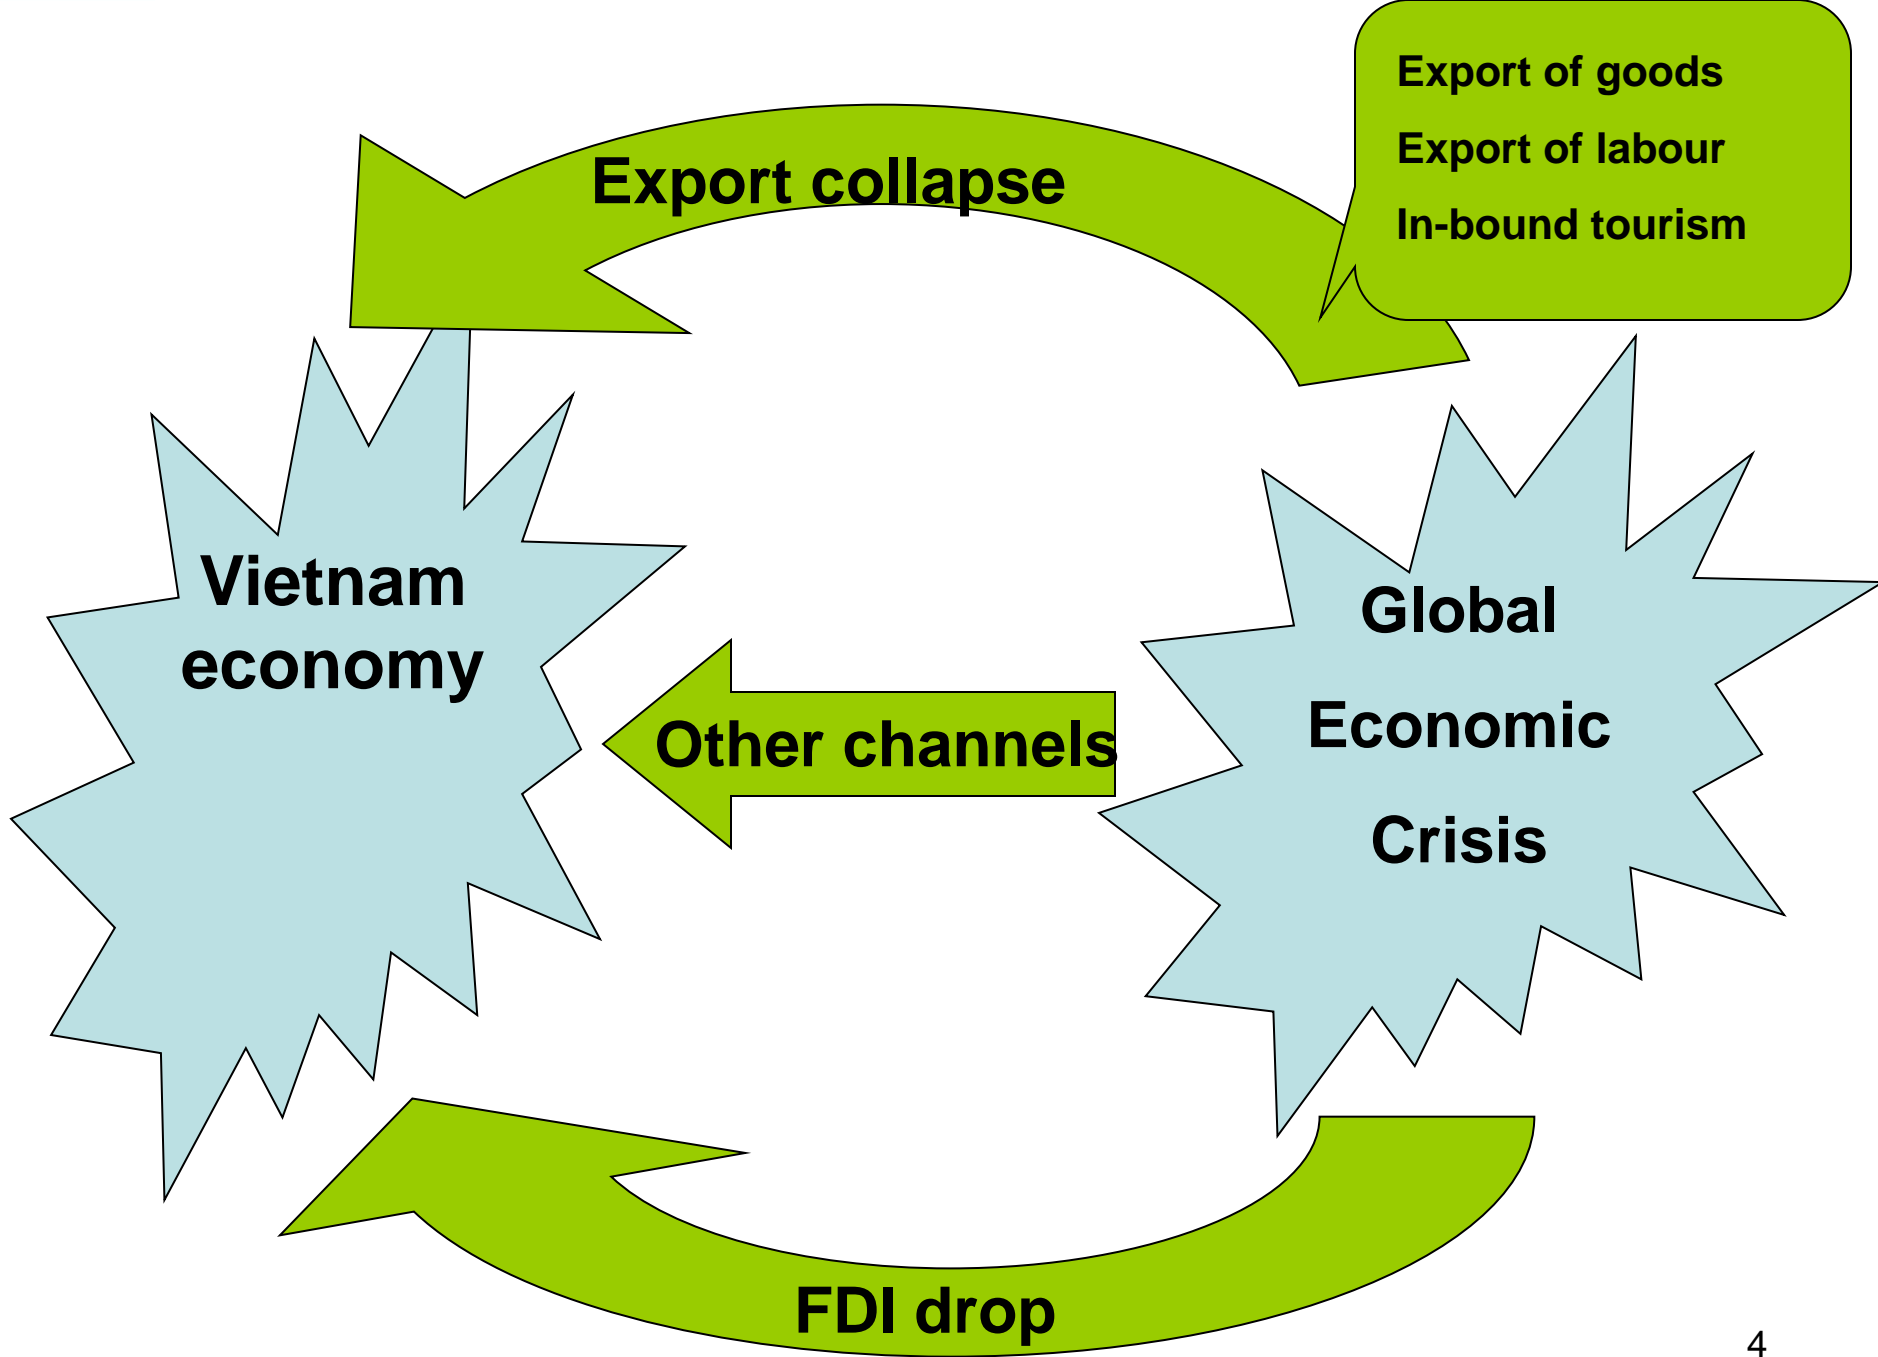 Export of goods
Export of labour
In-bound tourism
Export collapse
Vietnam
economy
Other channels
Global
Economic
Crisis
FDI drop
4